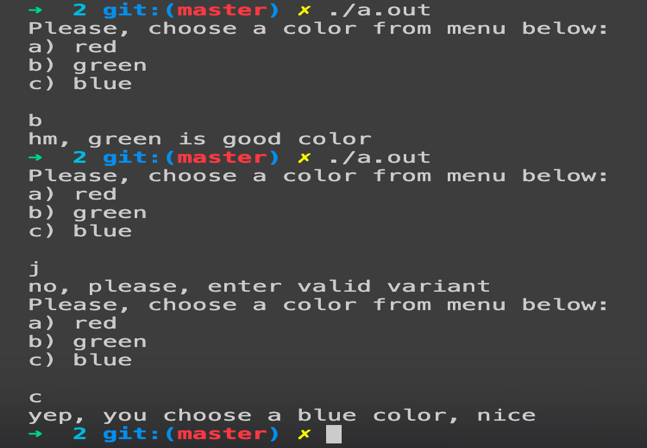 → 2 git:(master) ✗ ./a.out
Please, choose a color from menu below:
a) red
b) green
c) blue
b
hm, green is good color
→ 2 git:(master) ✗ ./a.out
Please, choose a color from menu below:
a) red
b) green
c) blue
j
no, please, enter valid variant
Please, choose a color from menu below:
a) red
b) green
c) blue
c
yep, you choose a blue color, nice
→ 2 git:(master) ✗